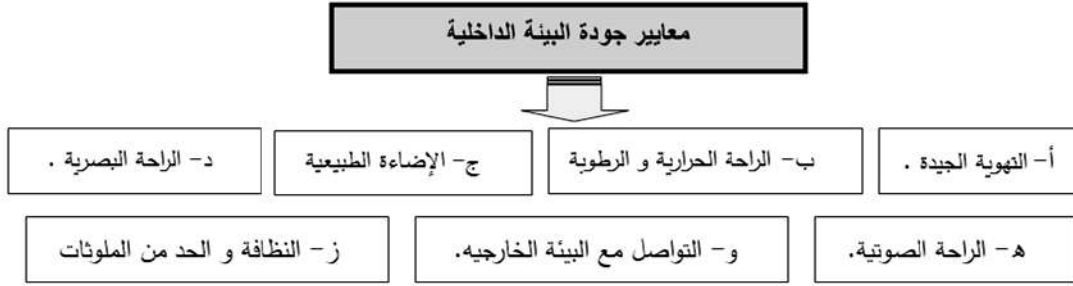 معايير جودة البيئة الداخلية
أ- التهوية الجيدة .
ب- الراحة الحرارية و الرطوبة
ج- الإضاءة الطبيعية
د- الراحة البصرية .
ه- الراحة الصوتية.
و- التواصل مع البيئة الخارجيه.
ز- النظافة و الحد من الملوثات